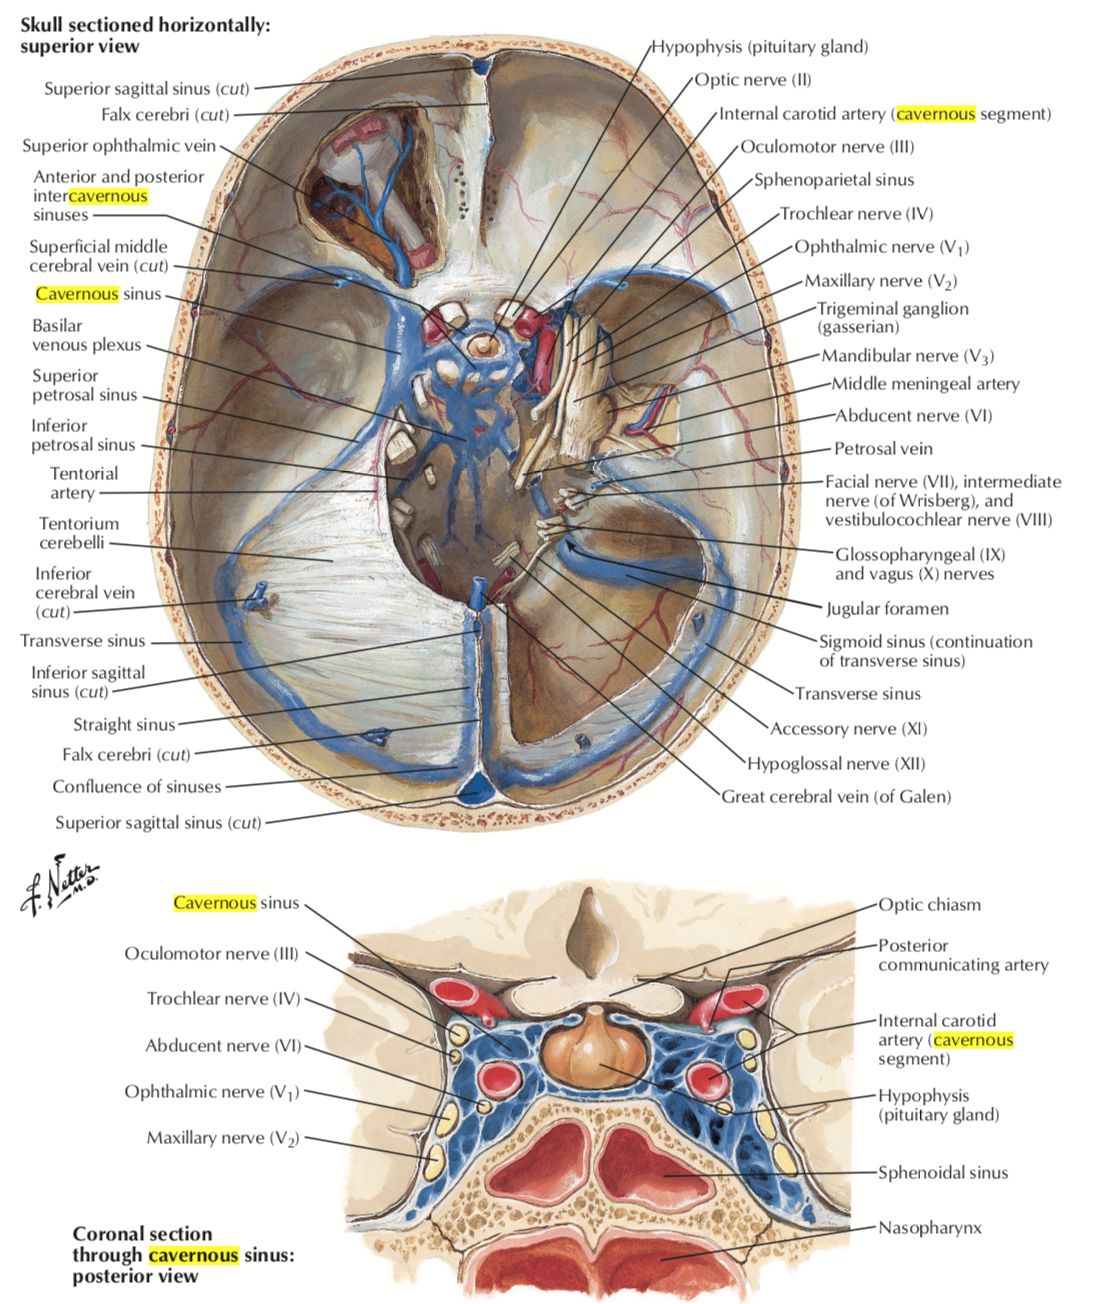 Skull sectioned horizontally:
superior view
Superior sagittal sinus (cut)
Falx cerebri (cut)
Superior ophthalmic vein
Anterior and posterior
intercavernous
sinuses
Superficial middle
cerebral vein (cut)
Cavernous sinus
Basilar
venous plexus
Superior
petrosal sinus
Inferior
petrosal sinus
Tentorial
artery
Tentorium
cerebelli
Inferior
cerebral vein
(cut)
Transverse sinus
Inferior sagittal
sinus (cut)
Straight sinus
Falx cerebri (cut)
Confluence of sinuses
Superior sagittal sinus (cut)
Hypophysis (pituitary gland)
Optic nerve (II)
Internal carotid artery (cavernous segment)
Oculomotor nerve (III)
Sphenoparietal sinus
Trochlear nerve (IV)
Ophthalmic nerve (V₁)
Maxillary nerve (V₂)
Trigeminal ganglion
(gasserian)
Mandibular nerve (V₃)
Middle meningeal artery
Abducent nerve (VI)
Petrosal vein
Facial nerve (VII), intermediate
nerve (of Wrisberg), and
vestibulocochlear nerve (VIII)
Glossopharyngeal (IX)
and vagus (X) nerves
Jugular foramen
Sigmoid sinus (continuation
of transverse sinus)
Transverse sinus
Accessory nerve (XI)
Hypoglossal nerve (XII)
Great cerebral vein (of Galen)
F. Netter
M.D.
Cavernous sinus
Oculomotor nerve (III)
Trochlear nerve (IV)
Abducent nerve (VI)
Ophthalmic nerve (V₁)
Maxillary nerve (V₂)
Coronal section
through cavernous sinus:
posterior view
Optic chiasm
Posterior
communicating artery
Internal carotid
artery (cavernous
segment)
Hypophysis
(pituitary gland)
Sphenoidal sinus
Nasopharynx